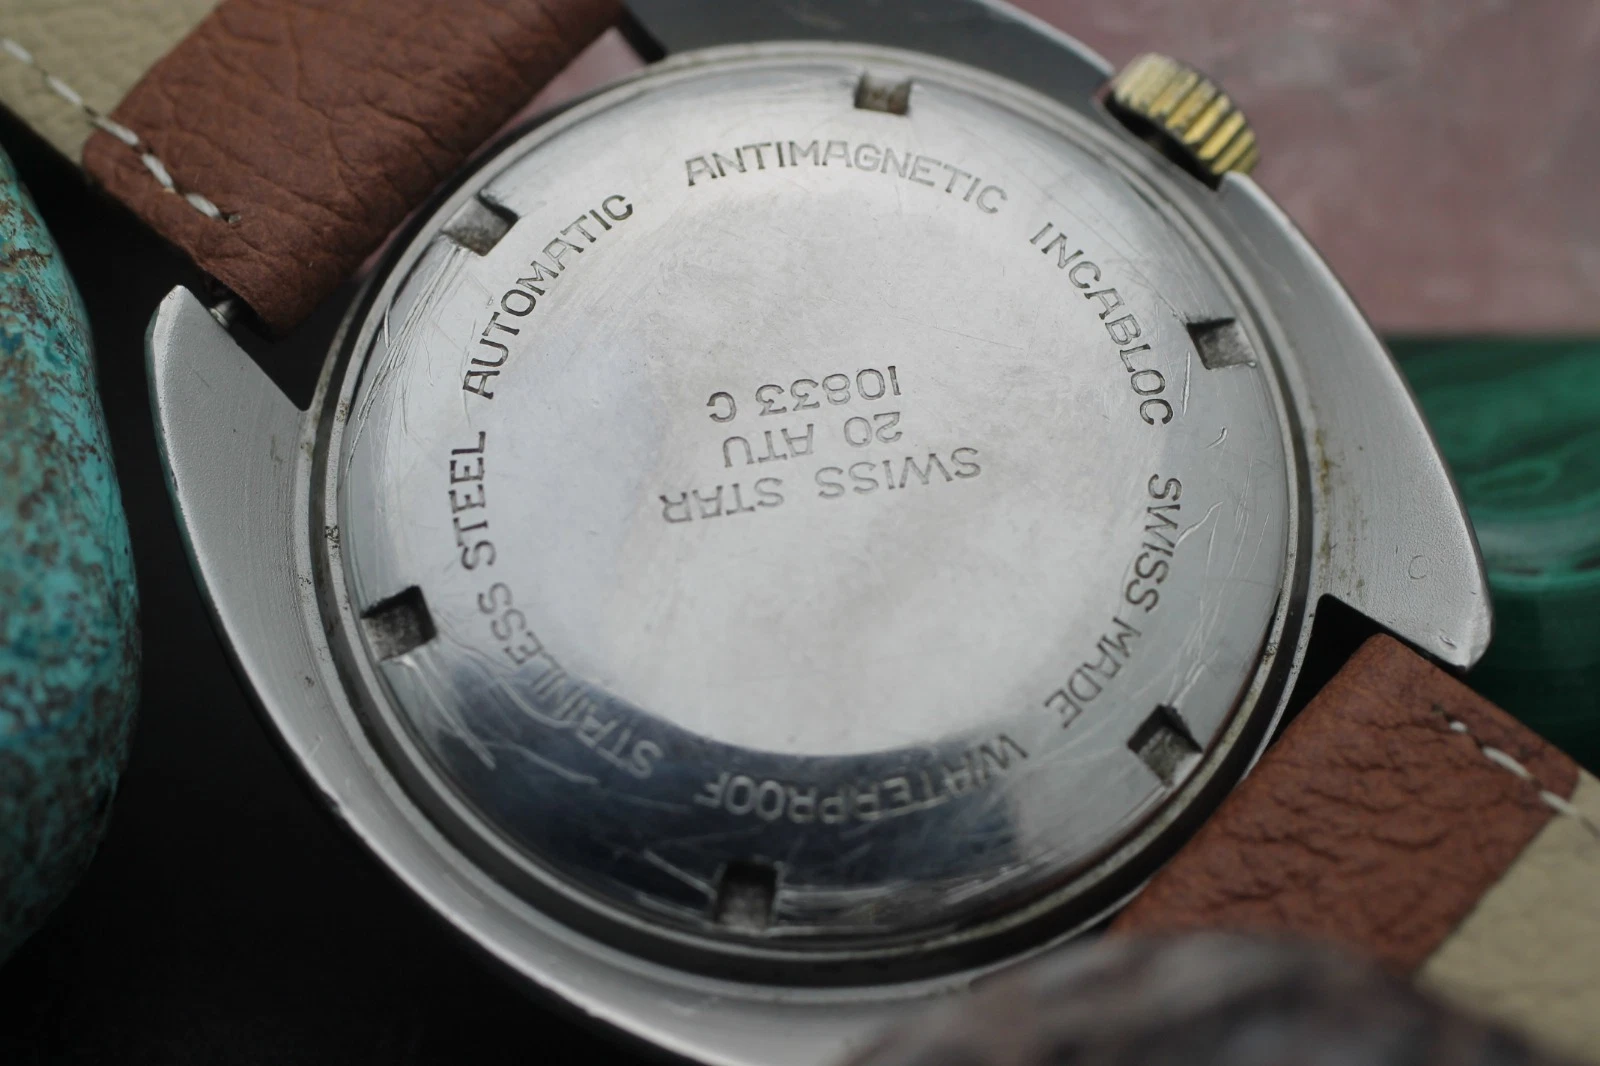 STAINLESS STEEL AUTOMATIC ANTIMAGNETIC INCABLOC SWISS MADE WATERPROOF
SWISS STAR
20 ATU
10833 C